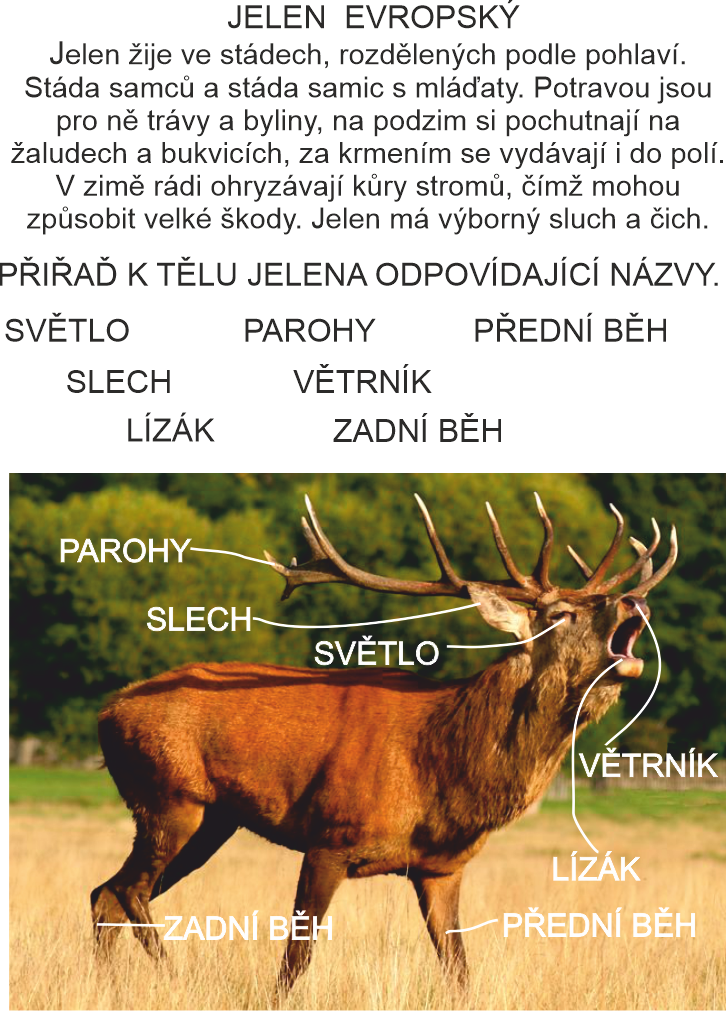 JELEN EVROPSKÝ
Jelen žije ve stádech, rozdělených podle pohlaví.
Stáda samců a stáda samic s mláďaty. Potravou jsou
pro ně trávy a byliny, na podzim si pochutnají na
žaludech a bukvicích, za krmením se vydávají i do polí.
V zimě rádi ohryzávají kůry stromů, čímž mohou
způsobit velké škody. Jelen má výborný sluch a čich.
PŘIŘAĎ K TĚLU JELENA ODPOVÍDAJÍCÍ NÁZVY.
SVĚTLO PAROHY PŘEDNÍ BĚH
SLECH VĚTRNÍK
LÍZÁK ZADNÍ BĚH
PAROHY
SLECH
SVĚTLO
VĚTRNÍK
LÍZÁK
ZADNÍ BĚH PŘEDNÍ BĚH